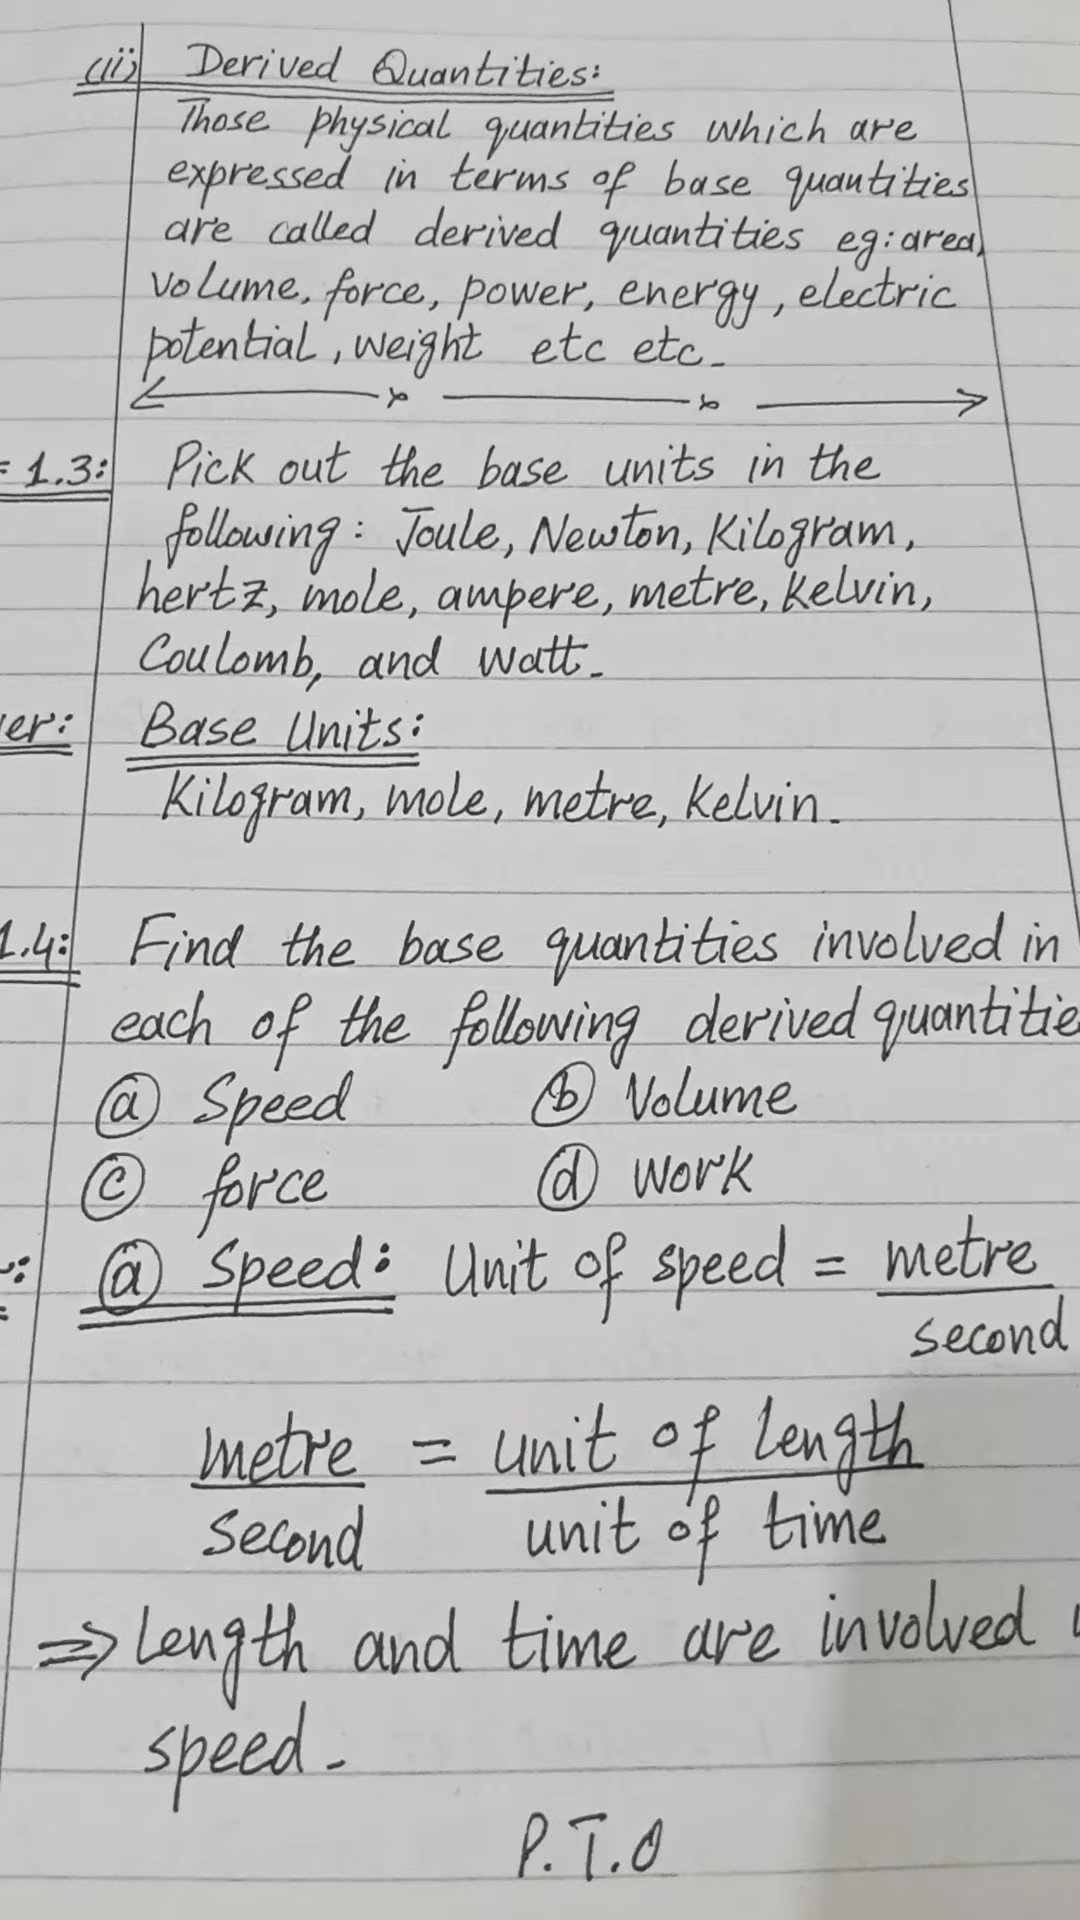 (ii) Derived Quantities:
Those physical quantities which are
expressed in terms of base quantities
are called derived quantities eg: area,
volume, force, power, energy, electric
potential, weight etc etc.
1.3: Pick out the base units in the
following: Joule, Newton, Kilogram,
hertz, mole, ampere, metre, kelvin,
Coulomb, and watt.
er: Base Units:
Kilogram, mole, metre, kelvin.
1.4: Find the base quantities involved in
each of the following derived quantitie
(a) Speed (b) Volume
(c) force (d) work
(a) Speed: Unit of speed = metre
second
metre = unit of length
second unit of time
⇒ Length and time are involved
speed.
P.T.O